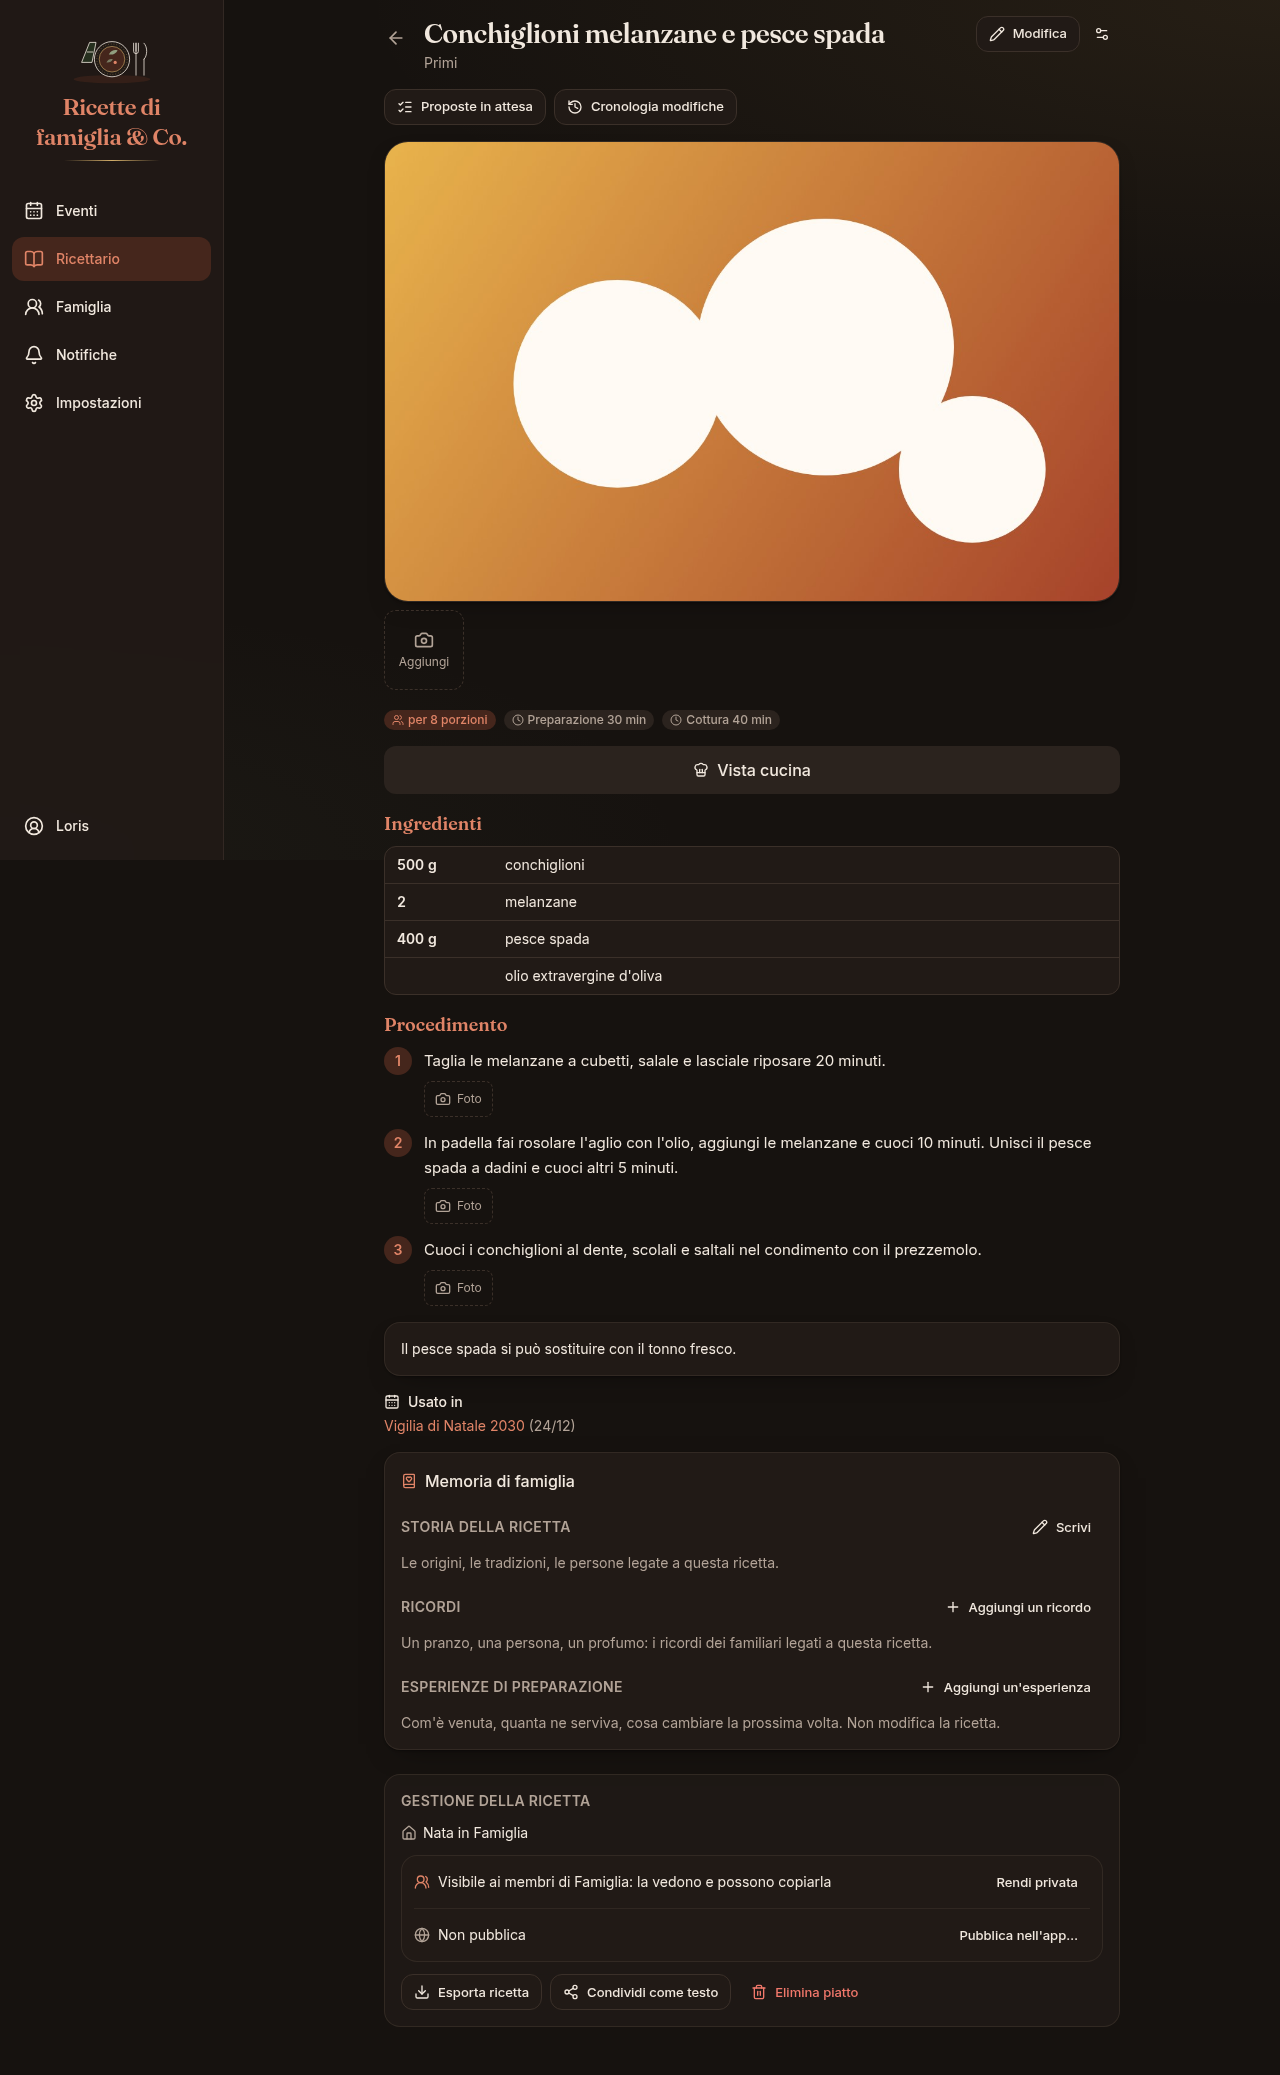 Ricette di
famiglia & Co.
Eventi
Ricettario
Famiglia
Notifiche
Impostazioni
Loris
Conchiglioni melanzane e pesce spada
Primi
Modifica
Proposte in attesa
Cronologia modifiche
Aggiungi
per 8 porzioni
Preparazione 30 min
Cottura 40 min
Vista cucina
Ingredienti
500 g conchiglioni
2 melanzane
400 g pesce spada
olio extravergine d'oliva
Procedimento
1 Taglia le melanzane a cubetti, salale e lasciale riposare 20 minuti.
Foto
2 In padella fai rosolare l'aglio con l'olio, aggiungi le melanzane e cuoci 10 minuti. Unisci il pesce
spada a dadini e cuoci altri 5 minuti.
Foto
3 Cuoci i conchiglioni al dente, scolali e saltali nel condimento con il prezzemolo.
Foto
Il pesce spada si può sostituire con il tonno fresco.
Usato in
Vigilia di Natale 2030 (24/12)
Memoria di famiglia
STORIA DELLA RICETTA
Scrivi
Le origini, le tradizioni, le persone legate a questa ricetta.
RICORDI
Aggiungi un ricordo
Un pranzo, una persona, un profumo: i ricordi dei familiari legati a questa ricetta.
ESPERIENZE DI PREPARAZIONE
Aggiungi un'esperienza
Com'è venuta, quanta ne serviva, cosa cambiare la prossima volta. Non modifica la ricetta.
GESTIONE DELLA RICETTA
Nata in Famiglia
Visibile ai membri di Famiglia: la vedono e possono copiarla
Rendi privata
Non pubblica
Pubblica nell'app...
Esporta ricetta
Condividi come testo
Elimina piatto